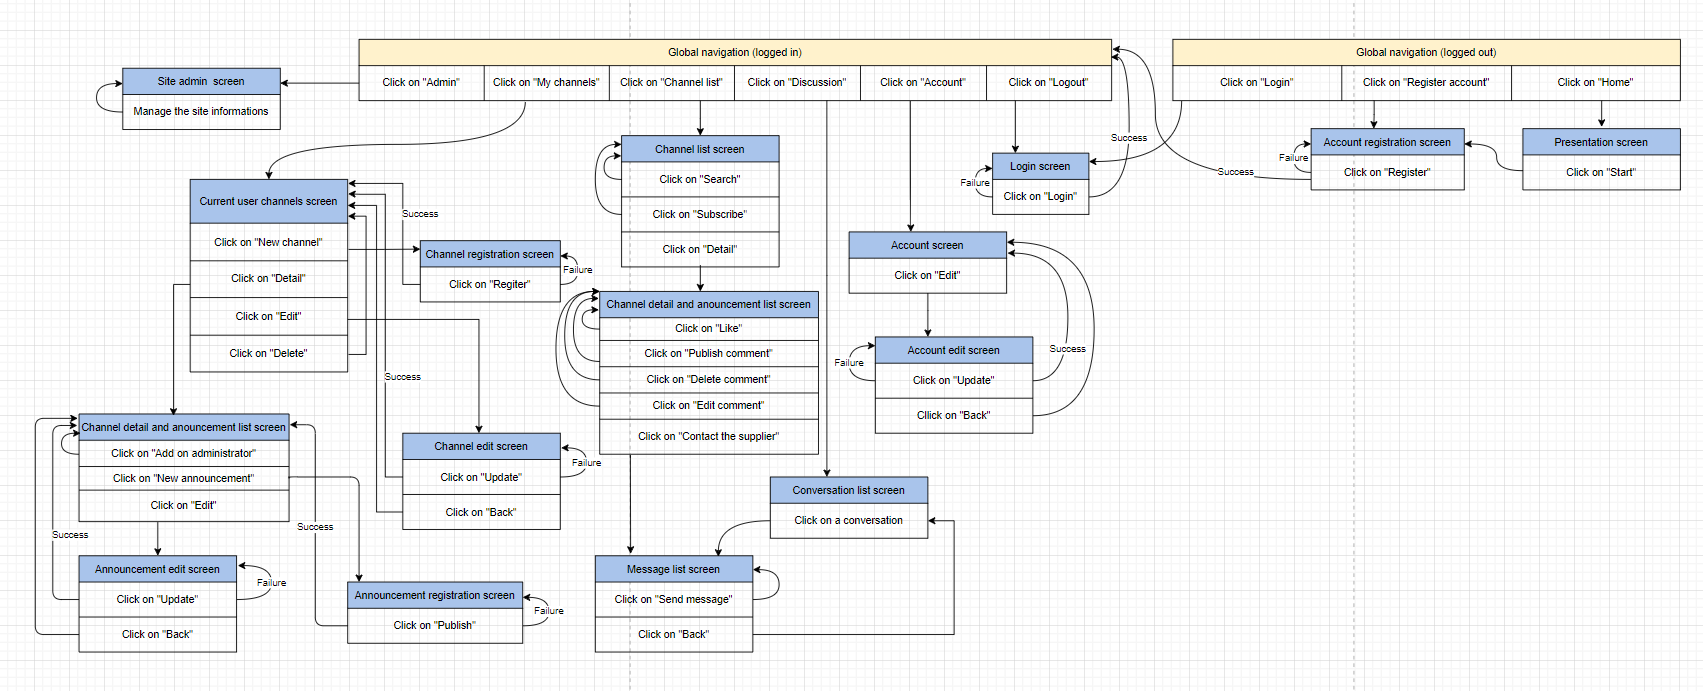 Global navigation (logged in)
Click on "Admin"
Click on "My channels"
Click on "Channel list"
Click on "Discussion"
Click on "Account"
Click on "Logout"
Global navigation (logged out)
Click on "Login"
Click on "Register account"
Click on "Home"
Site admin screen
Manage the site informations
Channel list screen
Click on "Search"
Click on "Subscribe"
Click on "Detail"
Success
Login screen
Click on "Login"
Failure
Account registration screen
Click on "Register"
Failure
Success
Presentation screen
Click on "Start"
Current user channels screen
Click on "New channel"
Click on "Detail"
Click on "Edit"
Click on "Delete"
Success
Channel registration screen
Click on "Regiter"
Failure
Account screen
Click on "Edit"
Channel detail and anouncement list screen
Click on "Like"
Click on "Publish comment"
Click on "Delete comment"
Click on "Edit comment"
Click on "Contact the supplier"
Account edit screen
Click on "Update"
Cllick on "Back"
Failure
Success
Success
Channel detail and anouncement list screen
Click on "Add on administrator"
Click on "New announcement"
Click on "Edit"
Channel edit screen
Click on "Update"
Click on "Back"
Failure
Conversation list screen
Click on a conversation
Success
Success
Announcement edit screen
Click on "Update"
Click on "Back"
Failure
Announcement registration screen
Click on "Publish"
Failure
Message list screen
Click on "Send message"
Click on "Back"